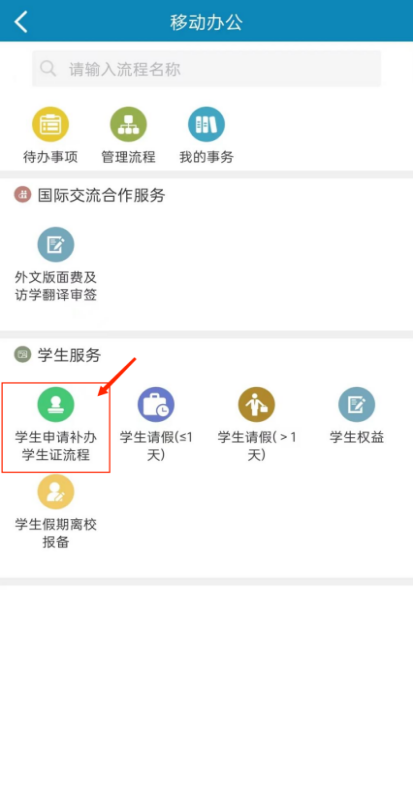 移动办公
请输入流程名称
待办事项 管理流程 我的事务
国际交流合作服务
外文版面费及
访学翻译审签
学生服务
学生申请补办 学生请假(≤1 学生请假(>1 学生权益
学生证流程 天) 天)
学生假期离校
报备